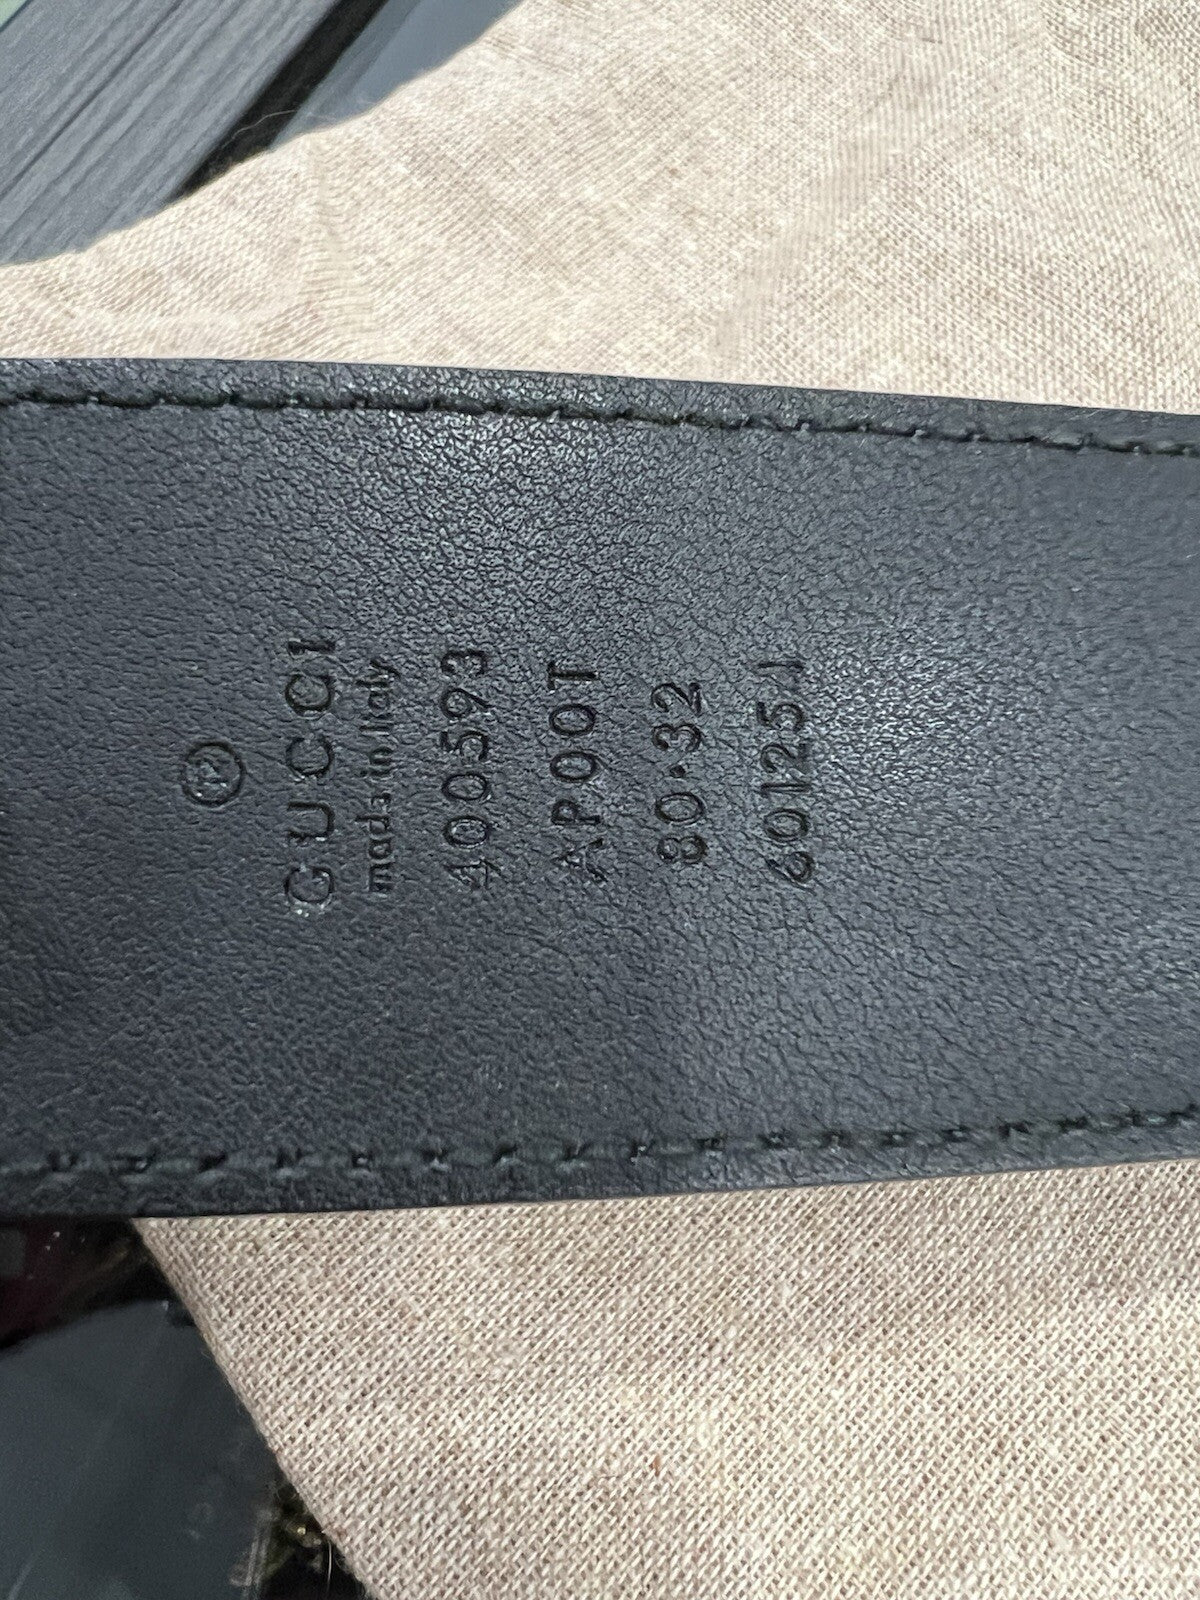 ®
GUCCI
made in Italy
400593
AP00T
80·32
601254